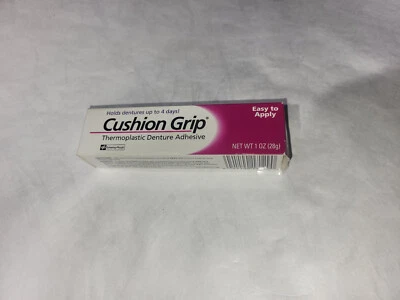 Holds dentures up to 4 days!
Cushion Grip®
Thermoplastic Denture Adhesive
Easy to
Apply
NET WT 1 OZ (28g)